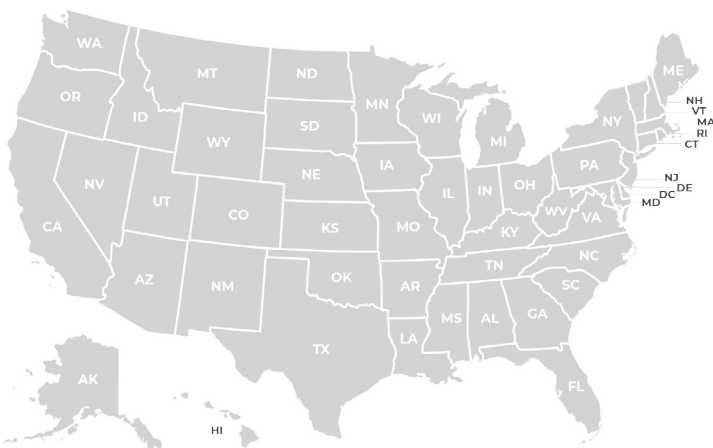 WA
MT
ND
MN
ME
OR
ID
WY
SD
WI
MI
NY
NH
VT
MA
RI
CT
NV
UT
CO
NE
IA
IL
IN
OH
PA
NJ
DE
DC
MD
CA
AZ
NM
KS
OK
MO
KY
WV
VA
TN
NC
AR
SC
MS
AL
GA
LA
TX
FL
AK
HI